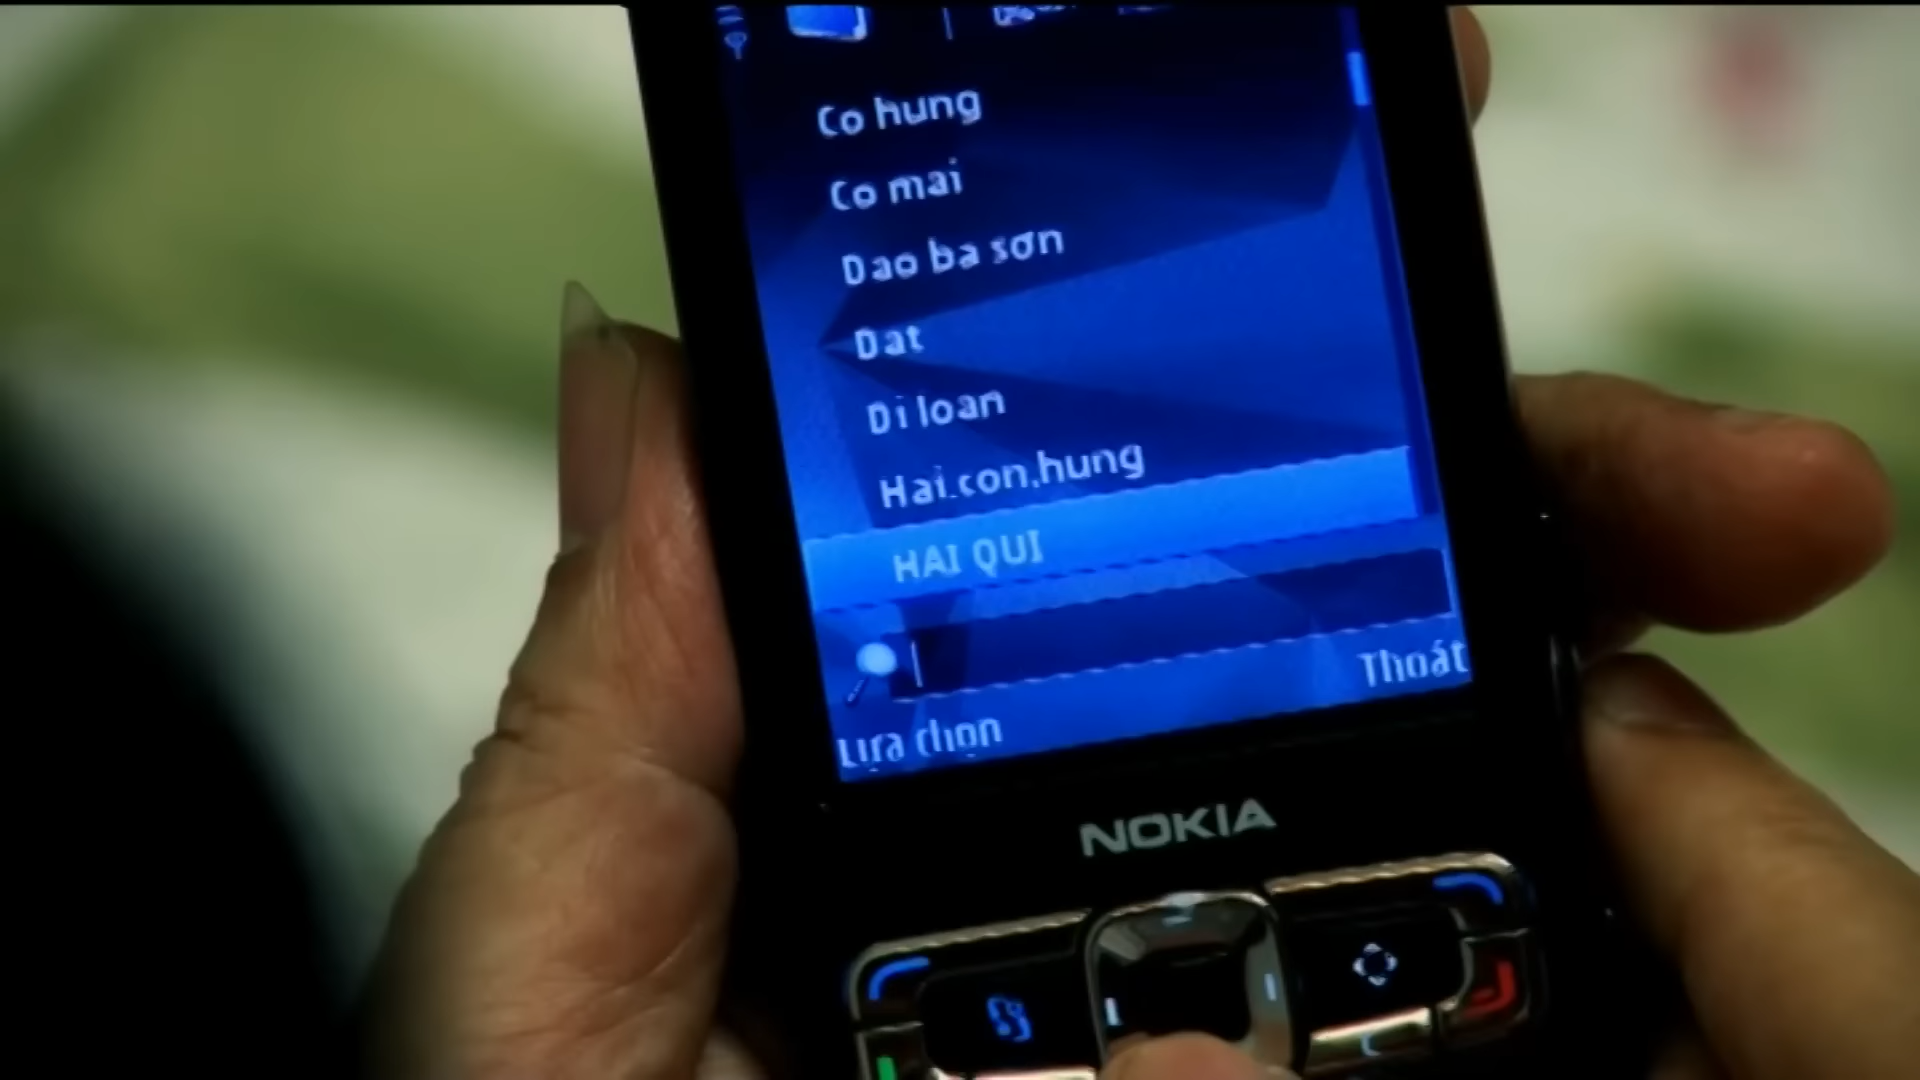 Co hung
Co mai
Dao ba sơn
Dat
Di loan
Hai.con.hung
HAI QUI
Thoát
Lựa chọn
NOKIA